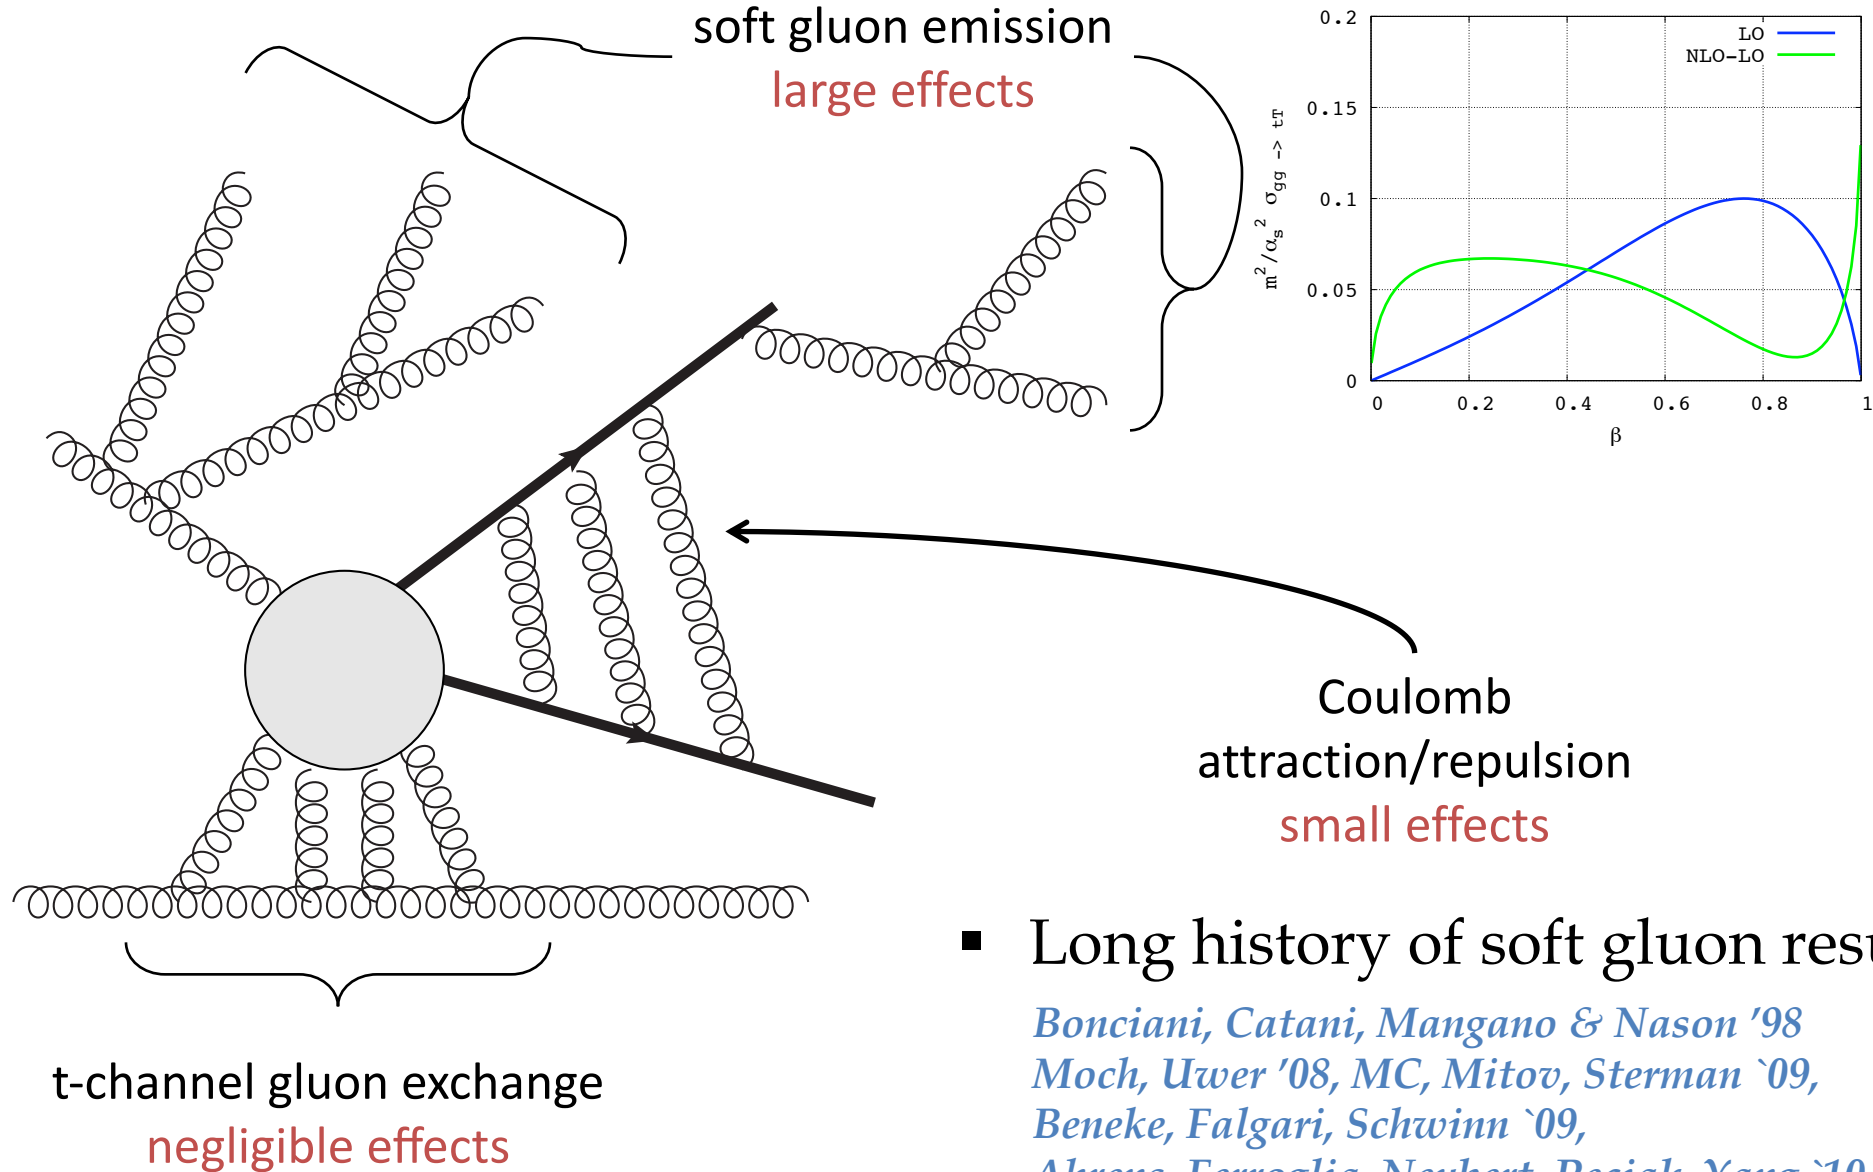 soft gluon emission
large effects
0.2
0.15
0.1
0.05
0
0
0.2
0.4
0.6
0.8
1
β
m²/αₛ² σgg -> tT
LO
NLO-LO
Coulomb
attraction/repulsion
small effects
t-channel gluon exchange
negligible effects
▪ Long history of soft gluon
Bonciani, Catani, Mangano & Nason '98
Moch, Uwer '08, MC, Mitov, Sterman `09,
Beneke, Falgari, Schwinn `09,